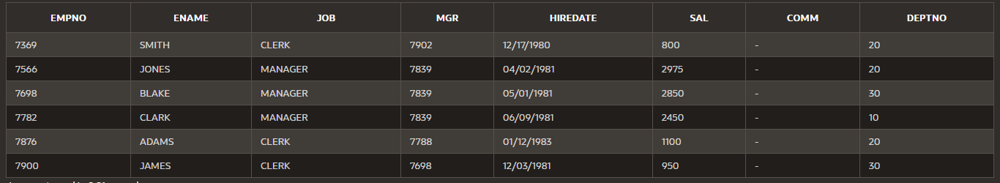 EMPNO ENAME JOB MGR HIREDATE SAL COMM DEPTNO
7369 SMITH CLERK 7902 12/17/1980 800 - 20
7566 JONES MANAGER 7839 04/02/1981 2975 - 20
7698 BLAKE MANAGER 7839 05/01/1981 2850 - 30
7782 CLARK MANAGER 7839 06/09/1981 2450 - 10
7876 ADAMS CLERK 7788 01/12/1983 1100 - 20
7900 JAMES CLERK 7698 12/03/1981 950 - 30